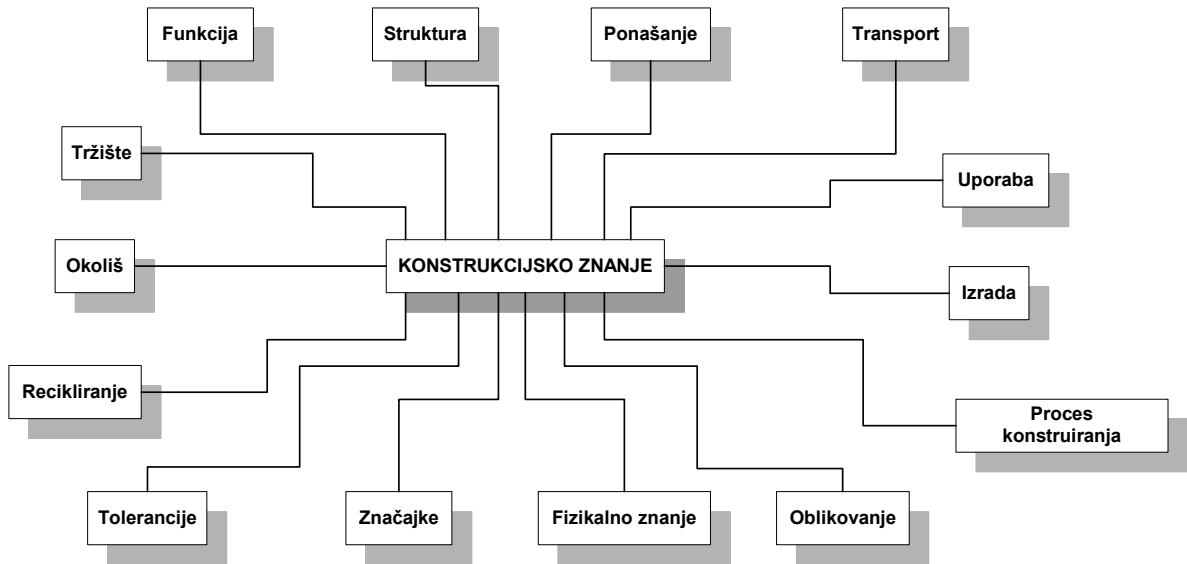 Funkcija
Struktura
Ponašanje
Transport
Tržište
Uporaba
Okoliš
KONSTRUKCIJSKO ZNANJE
Izrada
Recikliranje
Proces
konstruiranja
Tolerancije
Značajke
Fizikalno znanje
Oblikovanje